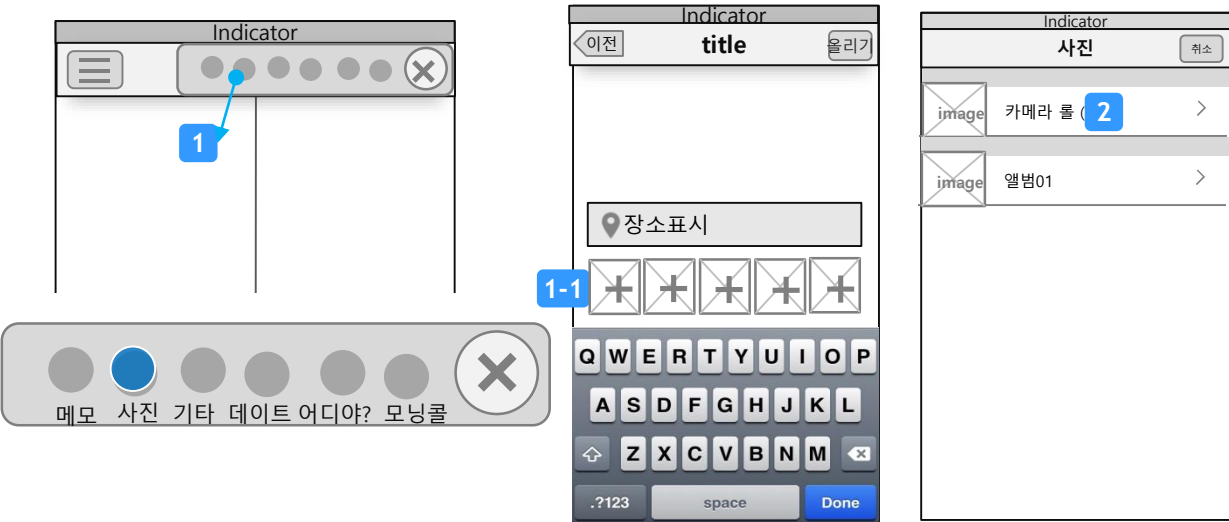 Indicator
1
메모 사진 기타 데이트 어디야? 모닝콜
Indicator
이전 title 올리기
장소표시
1-1
Q W E R T Y U I O P
A S D F G H J K L
Z X C V B N M
.?123 space Done
Indicator
사진 취소
image 카메라 롤 ( 2
image 앨범01